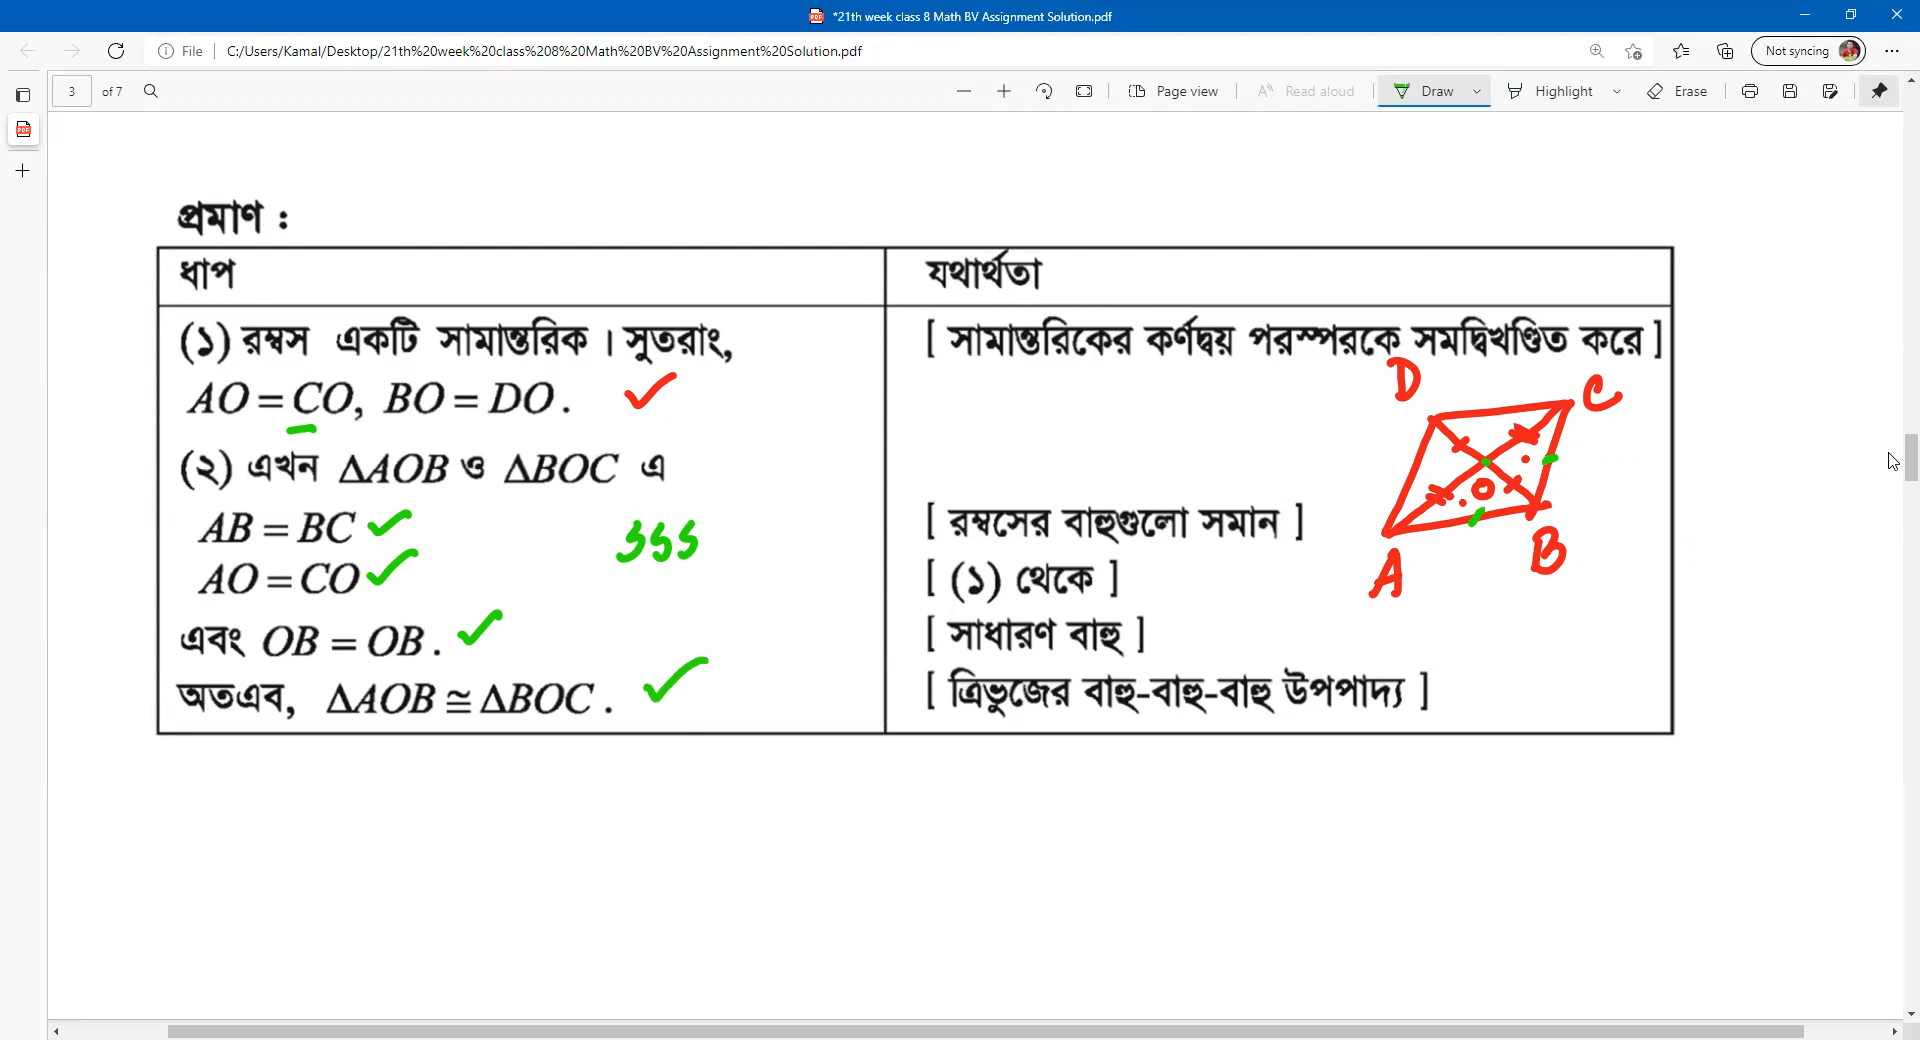 *21th week class 8 Math BV Assignment Solution.pdf
File C:/Users/Kamal/Desktop/21th%20week%20class%208%20Math%20BV%20Assignment%20Solution.pdf Not syncing
3 of 7 Page view Read aloud Draw Highlight Erase
প্রমাণ :
ধাপ যথার্থতা
(১) রম্বস একটি সামান্তরিক । সুতরাং, [ সামান্তরিকের কর্ণদ্বয় পরস্পরকে সমদ্বিখণ্ডিত করে ]
AO = CO, BO = DO .
D C
(২) এখন ΔAOB ও ΔBOC এ
O
AB = BC [ রম্বসের বাহুগুলো সমান ]
A B
AO = CO [ (১) থেকে ]
এবং OB = OB . [ সাধারণ বাহু ]
অতএব, ΔAOB ≅ ΔBOC . [ ত্রিভুজের বাহু-বাহু-বাহু উপপাদ্য ]